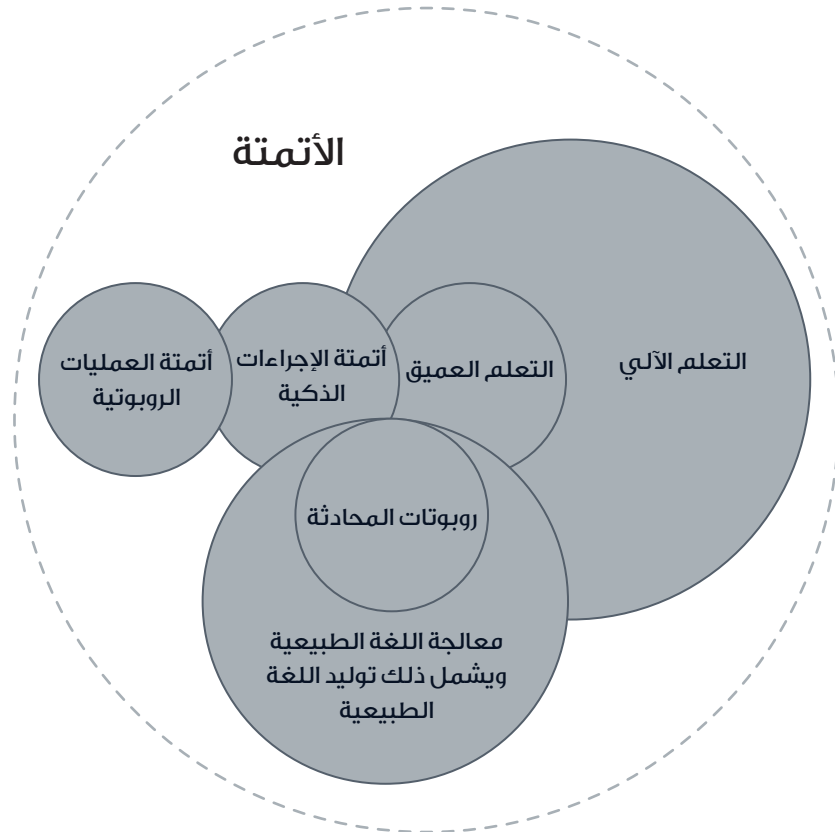 الأتمتة
التعلم الآلي
التعلم العميق
أتمتة الإجراءات
الذكية
أتمتة العمليات
الروبوتية
روبوتات المحادثة
معالجة اللغة الطبيعية
ويشمل ذلك توليد اللغة
الطبيعية